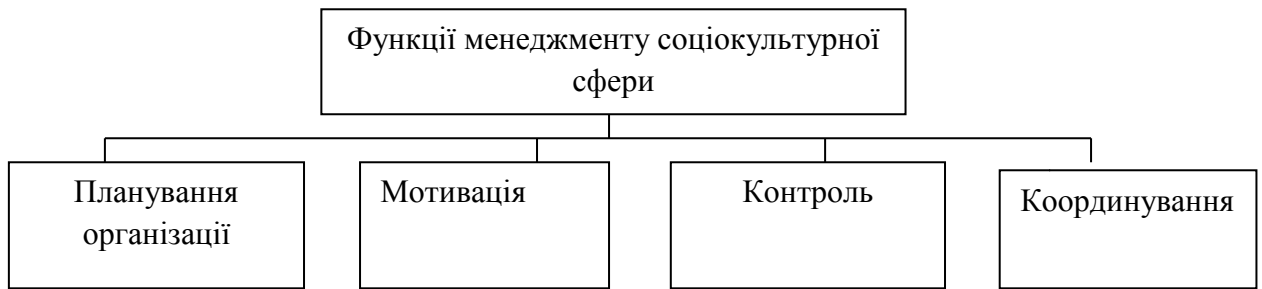 Функції менеджменту соціокультурної
сфери
Планування
організації
Мотивація
Контроль
Координування